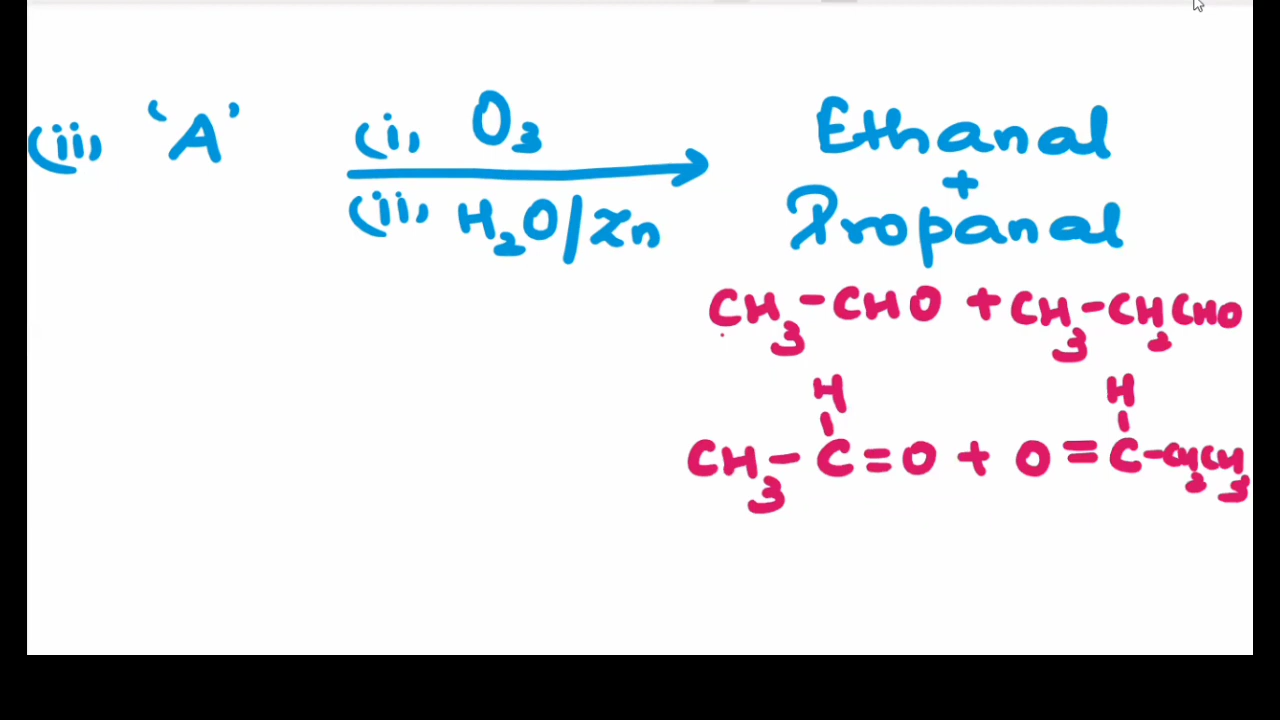 (ii) 'A' (i) O₃ Ethanal
(ii) H₂O/Zn +
Propanal
CH₃-CHO + CH₃-CH₂CHO
H H
CH₃-C=O + O=C-CH₂CH₃